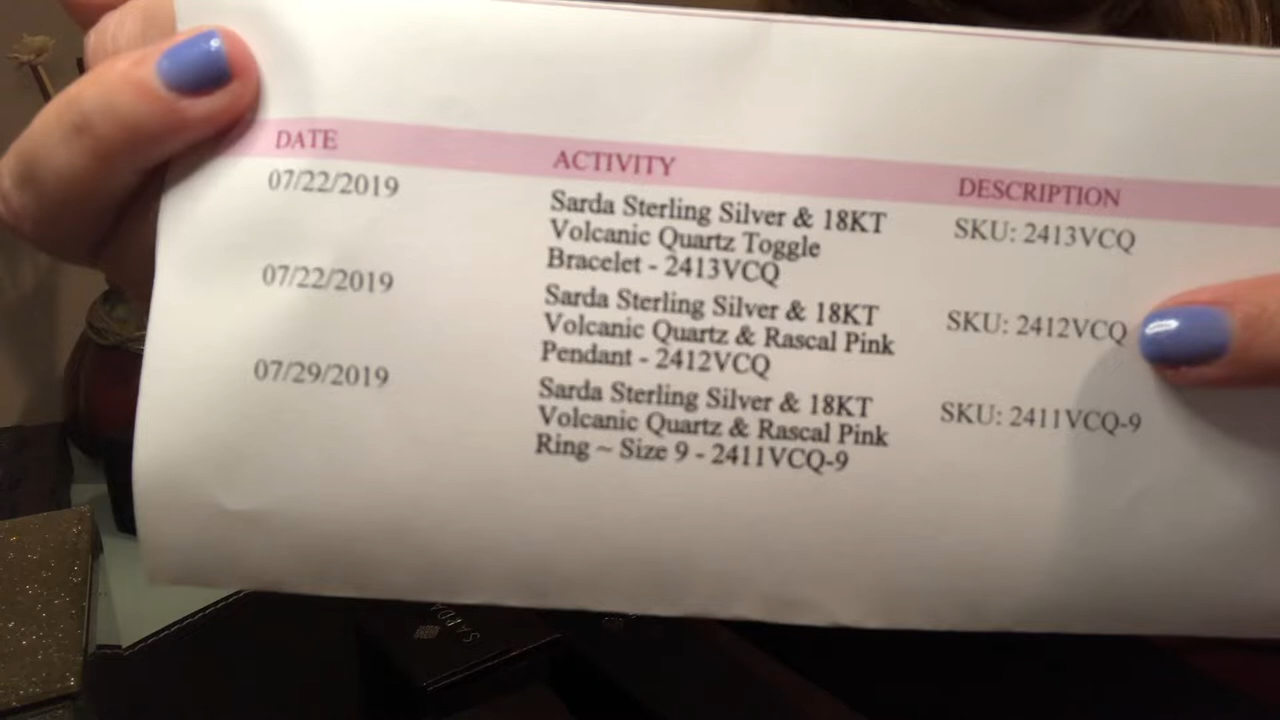 DATE ACTIVITY DESCRIPTION
07/22/2019 Sarda Sterling Silver & 18KT SKU: 2413VCQ
Volcanic Quartz Toggle
Bracelet - 2413VCQ
07/22/2019 Sarda Sterling Silver & 18KT SKU: 2412VCQ
Volcanic Quartz & Rascal Pink
Pendant - 2412VCQ
07/29/2019 Sarda Sterling Silver & 18KT SKU: 2411VCQ-9
Volcanic Quartz & Rascal Pink
Ring ~ Size 9 - 2411VCQ-9
SARDA